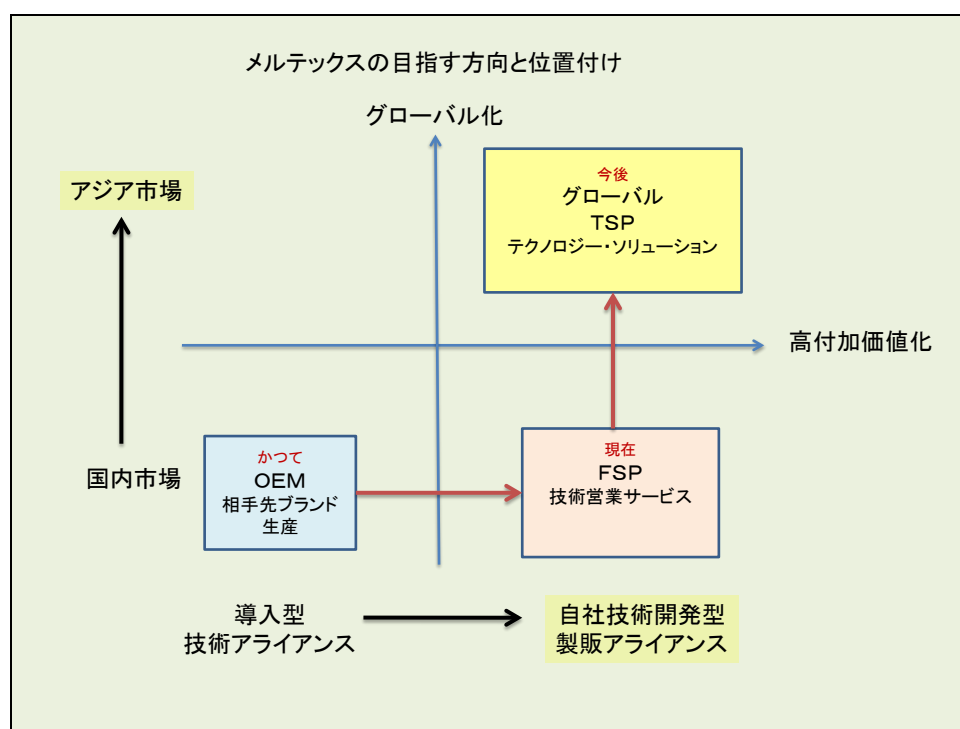 メルテックスの目指す方向と位置付け
グローバル化
アジア市場
今後
グローバル
TSP
テクノロジー・ソリューション
高付加価値化
国内市場
かつて
OEM
相手先ブランド
生産
現在
FSP
技術営業サービス
導入型
技術アライアンス
自社技術開発型
製販アライアンス